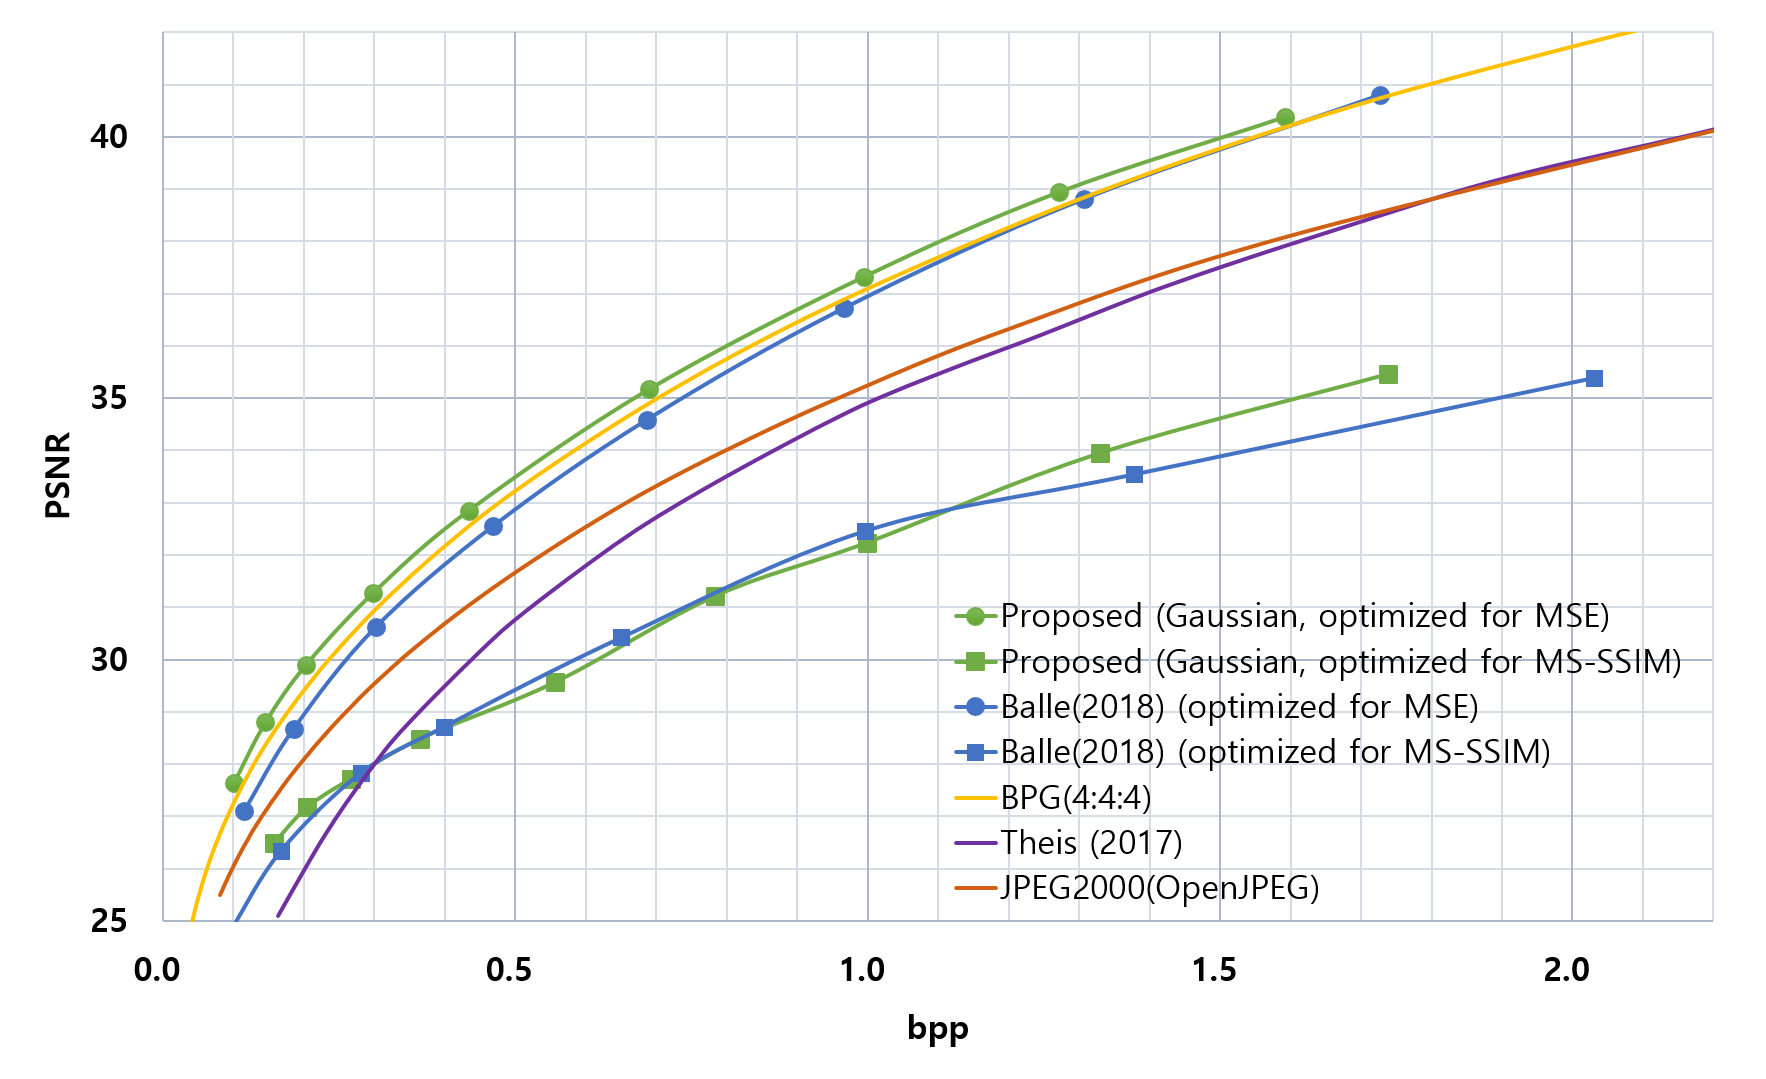 40
35
30
25
PSNR
Proposed (Gaussian, optimized for MSE)
Proposed (Gaussian, optimized for MS-SSIM)
Balle(2018) (optimized for MSE)
Balle(2018) (optimized for MS-SSIM)
BPG(4:4:4)
Theis (2017)
JPEG2000(OpenJPEG)
0.0 0.5 1.0 1.5 2.0
bpp